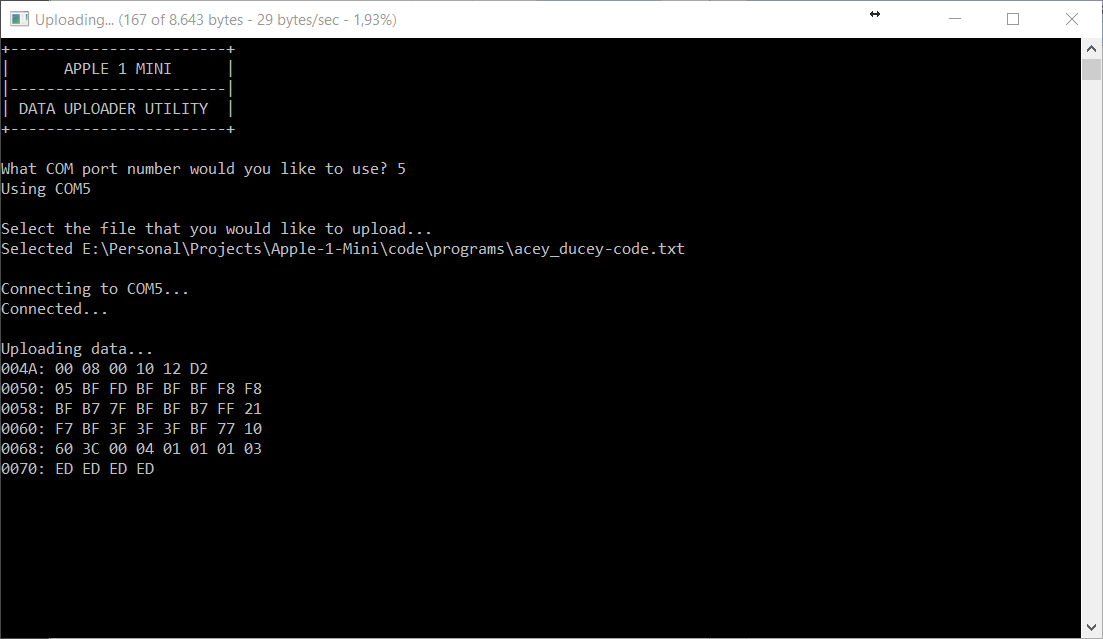 Uploading... (167 of 8.643 bytes - 29 bytes/sec - 1,93%)
+------------------------+
|      APPLE 1 MINI      |
|------------------------|
| DATA UPLOADER UTILITY  |
+------------------------+
What COM port number would you like to use? 5
Using COM5
Select the file that you would like to upload...
Selected E:\Personal\Projects\Apple-1-Mini\code\programs\acey_ducey-code.txt
Connecting to COM5...
Connected...
Uploading data...
004A: 00 08 00 10 12 D2
0050: 05 BF FD BF BF BF F8 F8
0058: BF B7 7F BF BF B7 FF 21
0060: F7 BF 3F 3F 3F BF 77 10
0068: 60 3C 00 04 01 01 01 03
0070: ED ED ED ED